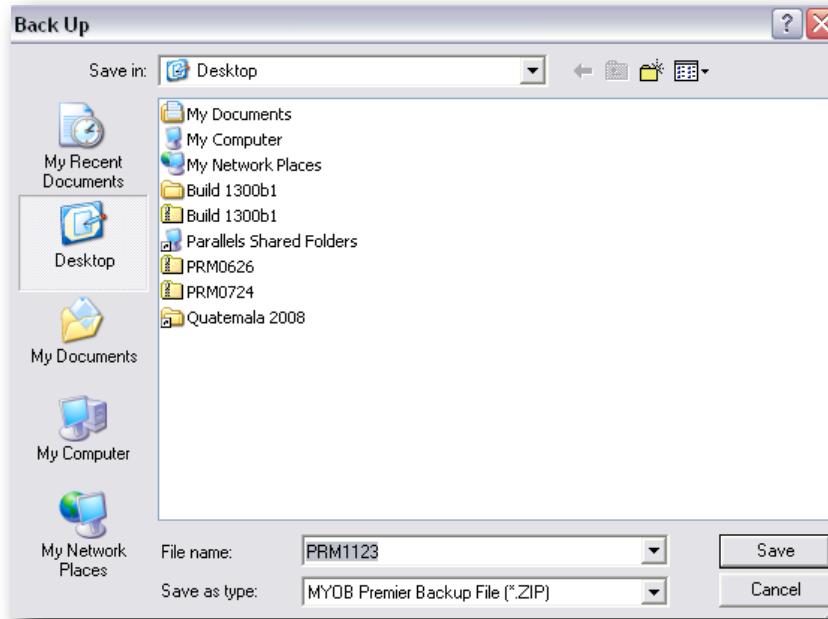 Back Up
Save in: Desktop
My Recent
Documents
Desktop
My Documents
My Computer
My Network
Places
My Documents
My Computer
My Network Places
Build 1300b1
Build 1300b1
Parallels Shared Folders
PRM0626
PRM0724
Quatemala 2008
File name: PRM1123 Save
Save as type: MYOB Premier Backup File (*.ZIP) Cancel